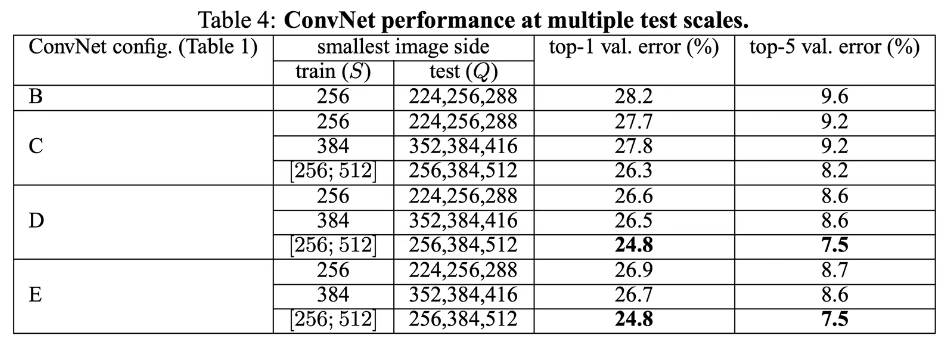 Table 4: ConvNet performance at multiple test scales.
ConvNet config. (Table 1) smallest image side top-1 val. error (%) top-5 val. error (%)
train (S) test (Q)
B 256 224,256,288 28.2 9.6
C 256 224,256,288 27.7 9.2
384 352,384,416 27.8 9.2
[256; 512] 256,384,512 26.3 8.2
D 256 224,256,288 26.6 8.6
384 352,384,416 26.5 8.6
[256; 512] 256,384,512 24.8 7.5
E 256 224,256,288 26.9 8.7
384 352,384,416 26.7 8.6
[256; 512] 256,384,512 24.8 7.5